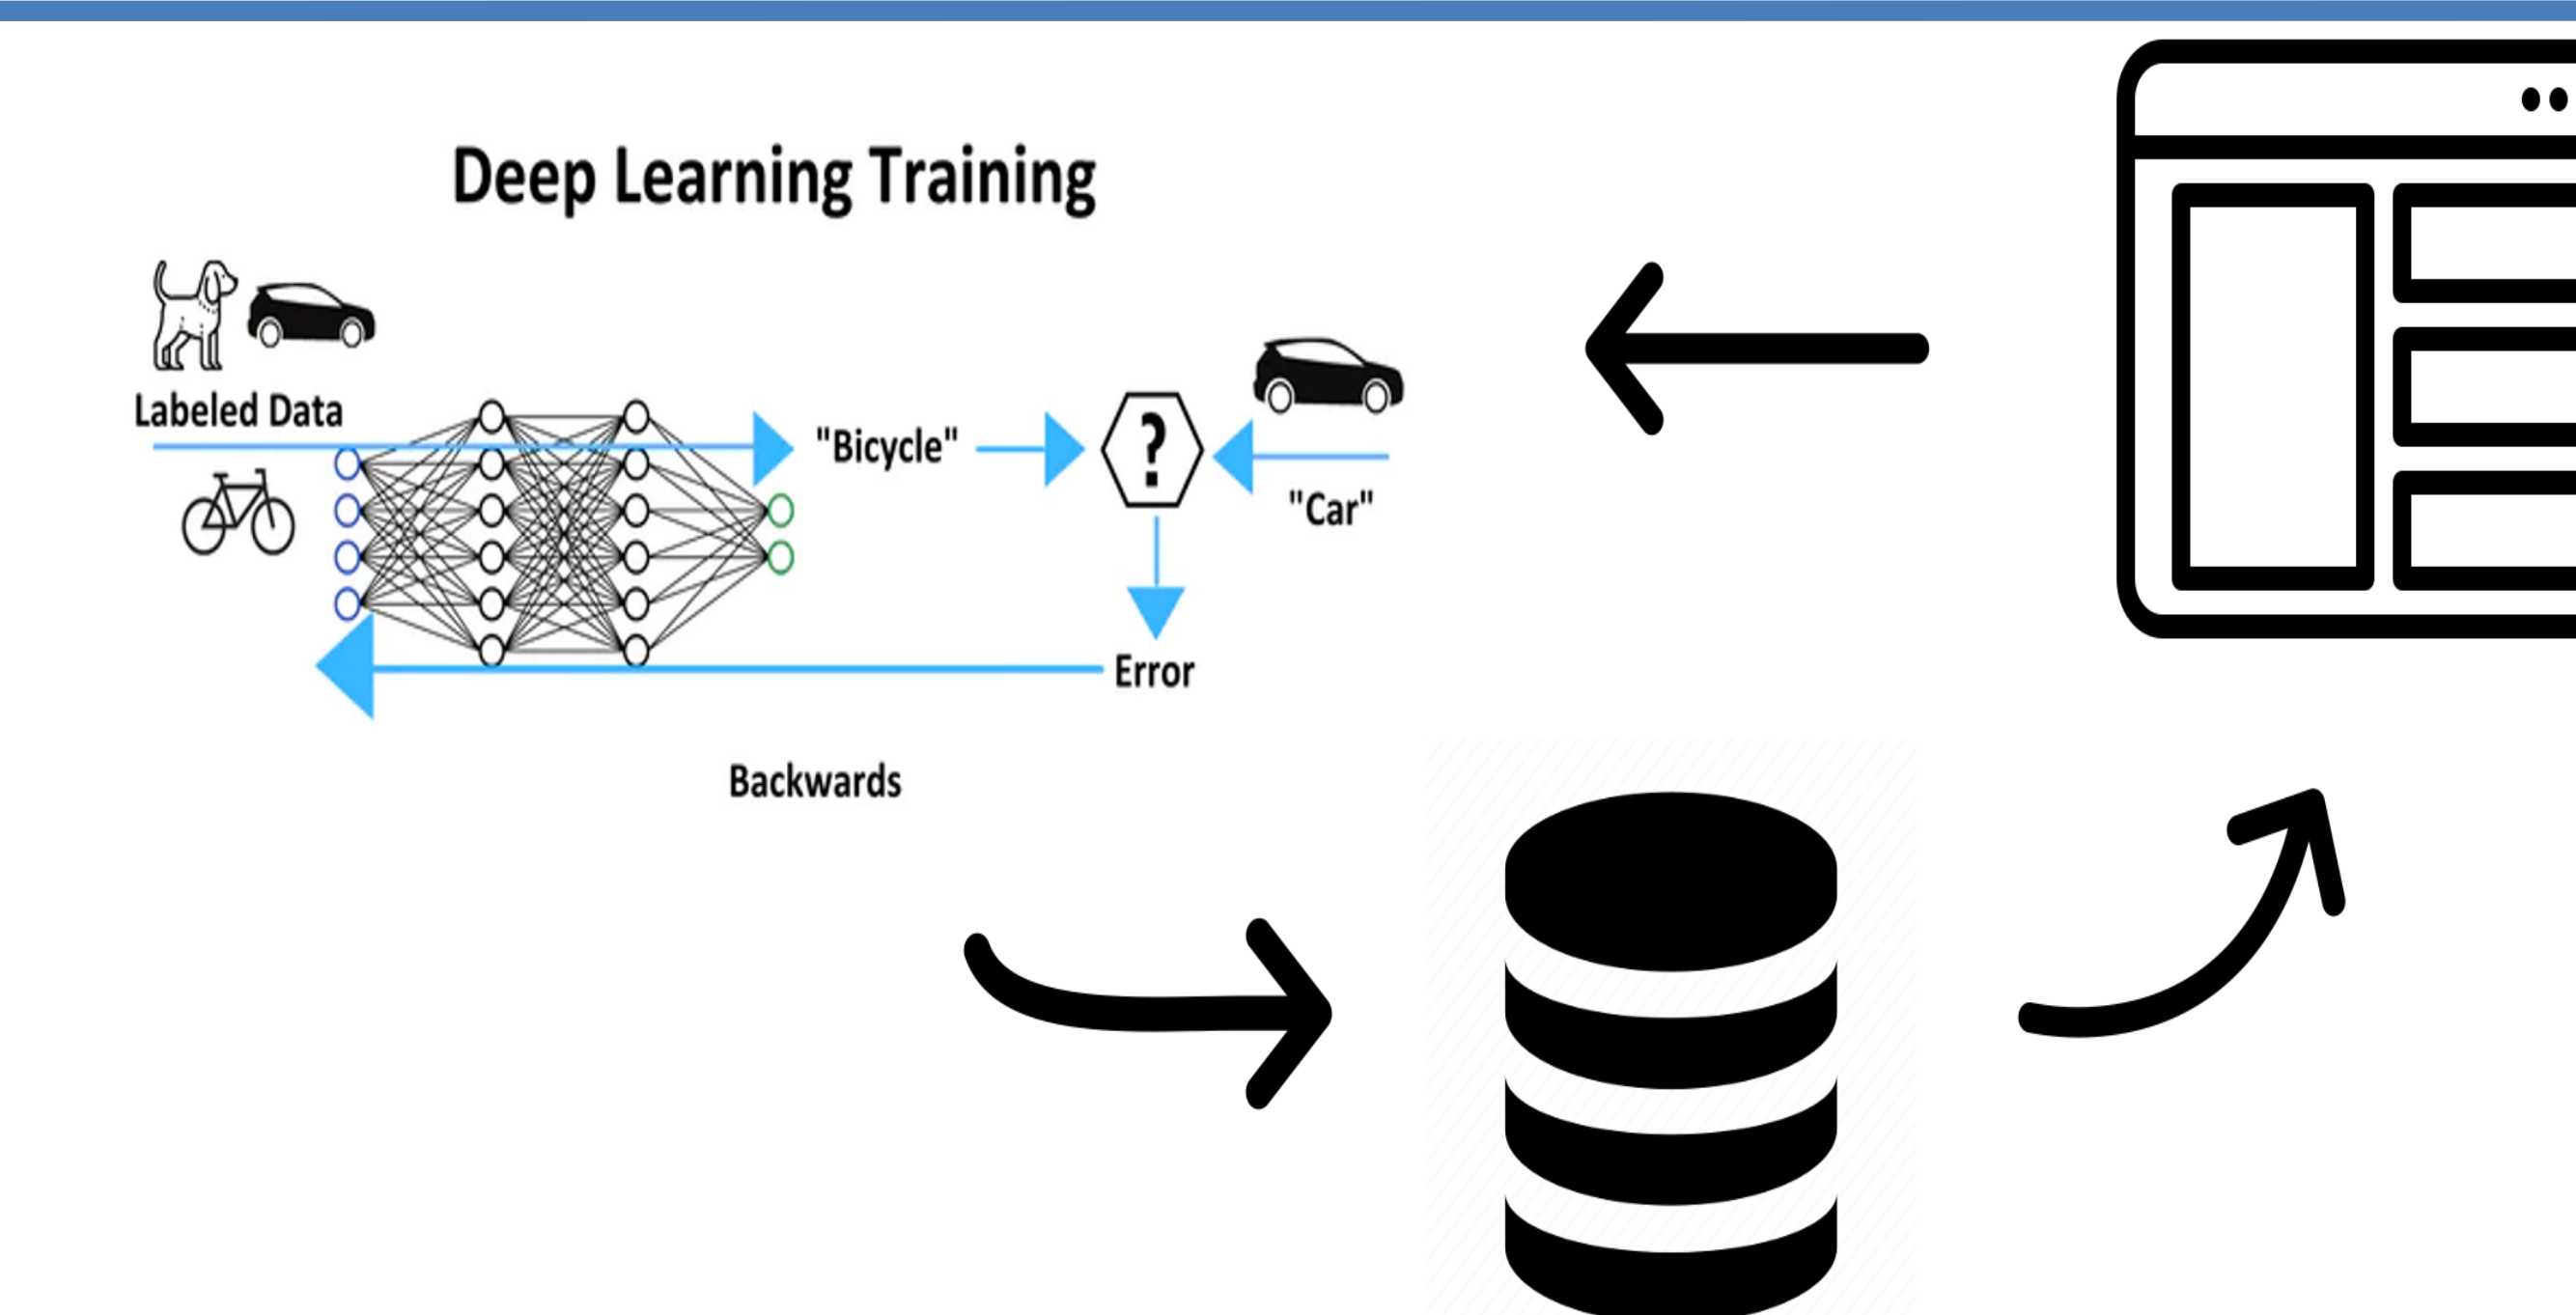 Deep Learning Training
Labeled Data
"Bicycle"
?
"Car"
Error
Backwards